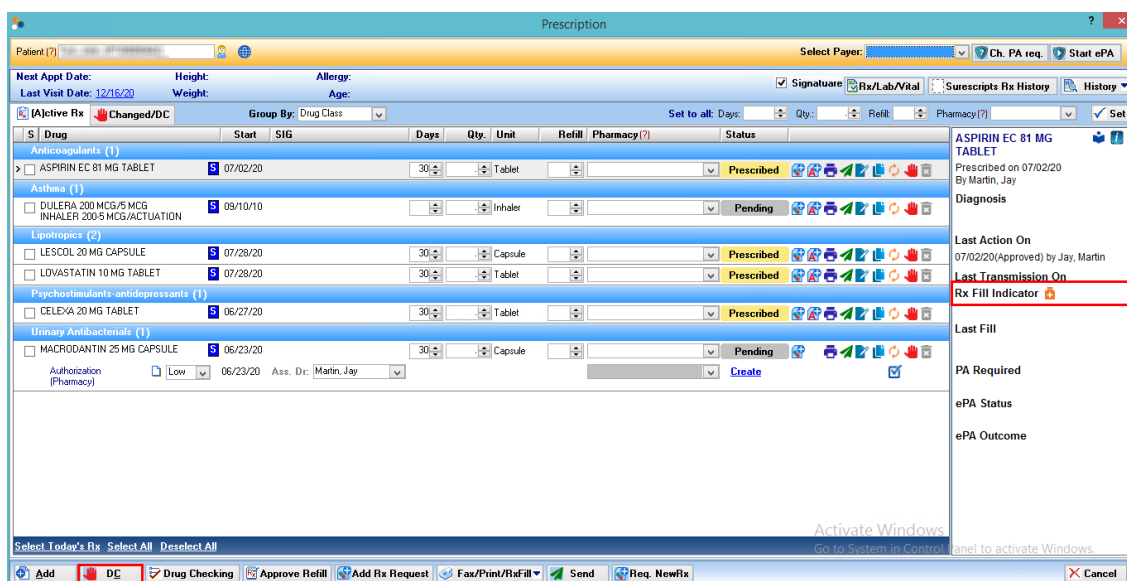 Prescription ?
Patient (?) Select Payer: Ch. PA req. Start ePA
Next Appt Date: Height: Allergy:
Last Visit Date: 12/16/20 Weight: Age: Signatuare Rx/Lab/Vital Surescripts Rx History History
(A)ctive Rx Changed/DC Group By: Drug Class Set to all: Days: Qty.: Refill: Pharmacy(?) Set
S Drug Start SIG Days Qty. Unit Refill Pharmacy(?) Status
Anticoagulants (1)
ASPIRIN EC 81 MG TABLET S 07/02/20 30 Tablet Prescribed
Asthma (1)
DULERA 200 MCG/5 MCG S 09/10/10 Inhaler Pending
INHALER 200-5 MCG/ACTUATION
Lipotropics (2)
LESCOL 20 MG CAPSULE S 07/28/20 30 Capsule Prescribed
LOVASTATIN 10 MG TABLET S 07/28/20 30 Tablet Prescribed
Psychostimulants-antidepressants (1)
CELEXA 20 MG TABLET S 06/27/20 30 Tablet Prescribed
Urinary Antibacterials (1)
MACRODANTIN 25 MG CAPSULE S 06/23/20 30 Capsule Pending
Authorization Low 06/23/20 Ass. Dr: Martin, Jay Create
(Pharmacy)
ASPIRIN EC 81 MG
TABLET
Prescribed on 07/02/20
By Martin, Jay
Diagnosis
Last Action On
07/02/20(Approved) by Jay, Martin
Last Transmission On
Rx Fill Indicator
Last Fill
PA Required
ePA Status
ePA Outcome
Activate Windows
Go to System in Control Panel to activate Windows.
Select Today's Rx Select All Deselect All
Add DC Drug Checking Approve Refill Add Rx Request Fax/Print/RxFill Send Req. NewRx Cancel